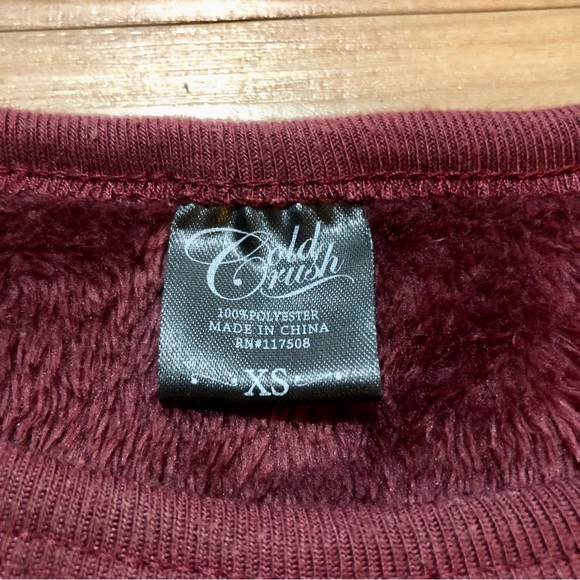 Cold
Crush
100%POLYESTER
MADE IN CHINA
RN#117508
XS